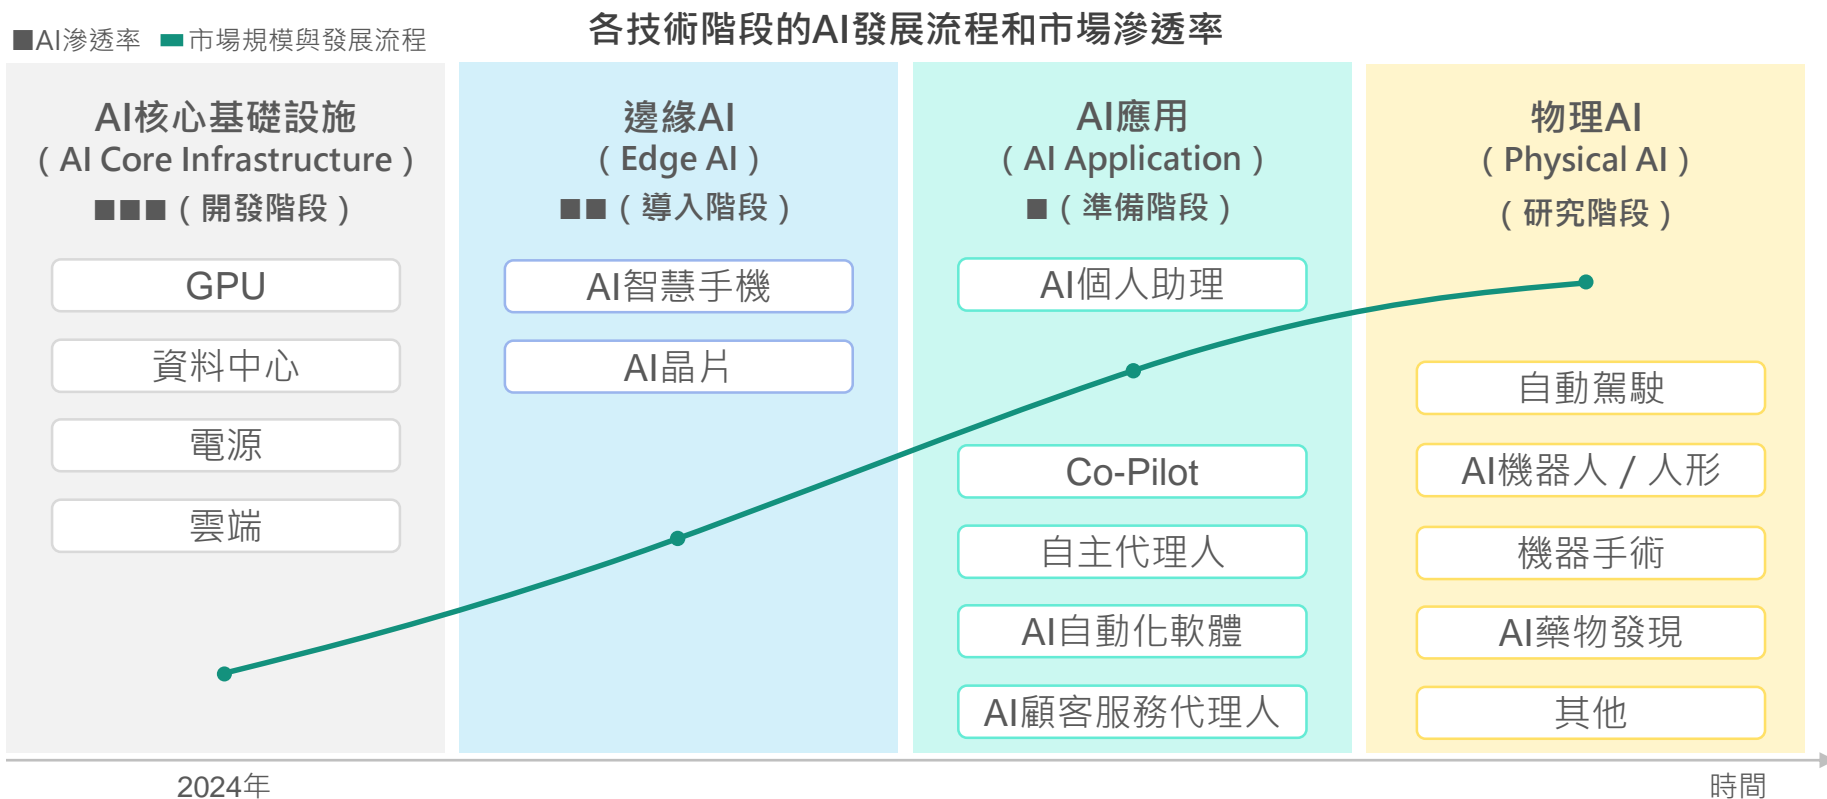 各技術階段的AI發展流程和市場滲透率
■AI滲透率 ▬市場規模與發展流程
AI核心基礎設施
（AI Core Infrastructure）
■■■（開發階段）
GPU
資料中心
電源
雲端
邊緣AI
（Edge AI）
■■（導入階段）
AI智慧手機
AI晶片
AI應用
（AI Application）
■（準備階段）
AI個人助理
Co-Pilot
自主代理人
AI自動化軟體
AI顧客服務代理人
物理AI
（Physical AI）
（研究階段）
自動駕駛
AI機器人 / 人形
機器手術
AI藥物發現
其他
2024年
時間